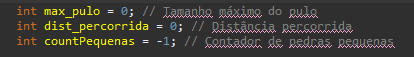 int max_pulo = 0; // Tamanho máximo do pulo
int dist_percorrida = 0; // Distância percorrida
int countPequenas = -1; // Contador de pedras pequenas